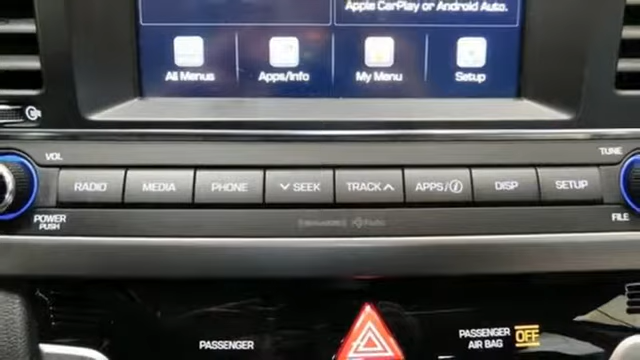 Apple CarPlay or Android Auto.
All Menus Apps/Info My Menu Setup
VOL TUNE
RADIO MEDIA PHONE SEEK TRACK APPS/ DISP SETUP
POWER FILE
PUSH
PASSENGER
PASSENGER OFF
AIR BAG